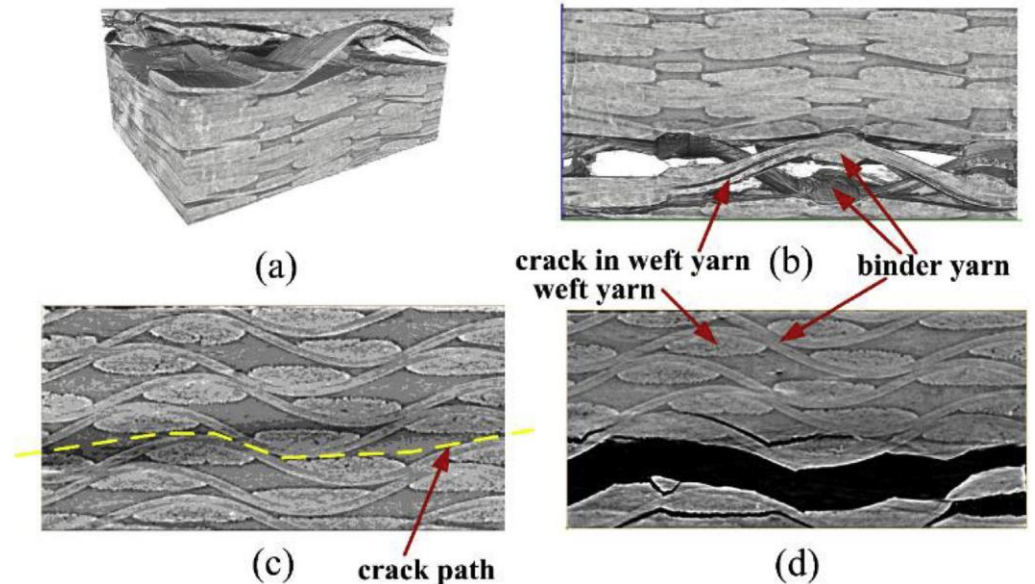 (a)
crack in weft yarn
(b)
binder yarn
weft yarn
(c)
crack path
(d)